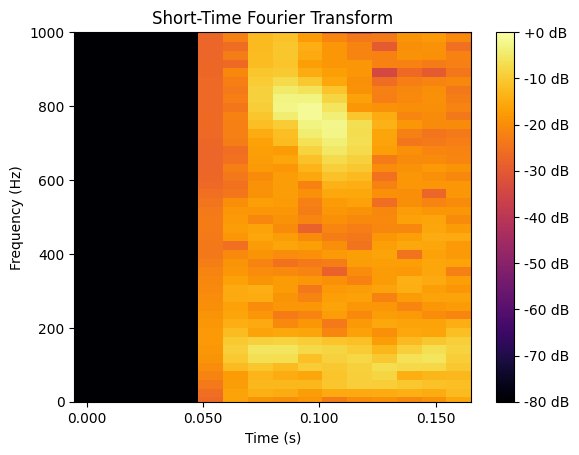 Short-Time Fourier Transform
1000
800
600
400
200
0
Frequency (Hz)
0.000
0.050
0.100
0.150
Time (s)
+0 dB
-10 dB
-20 dB
-30 dB
-40 dB
-50 dB
-60 dB
-70 dB
-80 dB